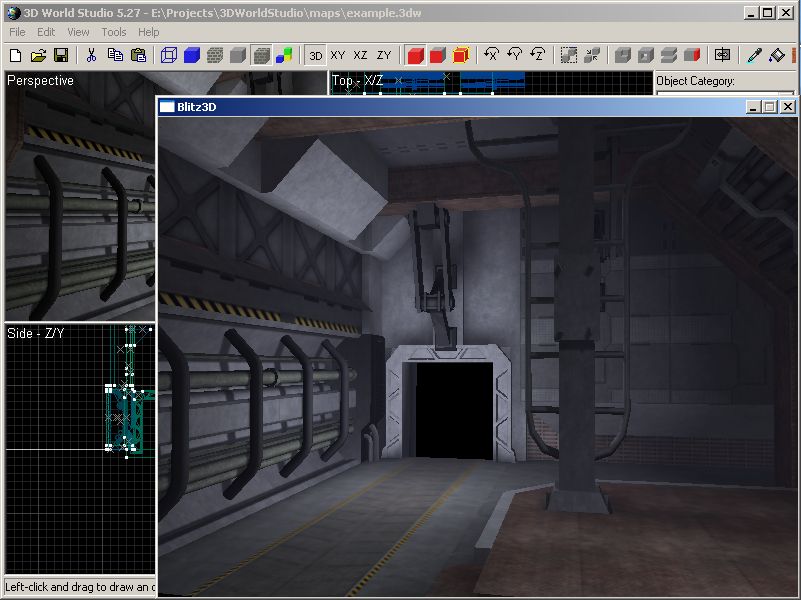 3D World Studio 5.27 - E:\Projects\3DWorldStudio\maps\example.3dw
File Edit View Tools Help
3D XY XZ ZY X Y Z
Perspective
Top - X/Z
Object Category:
Blitz3D
Side - Z/Y
Left-click and drag to draw an